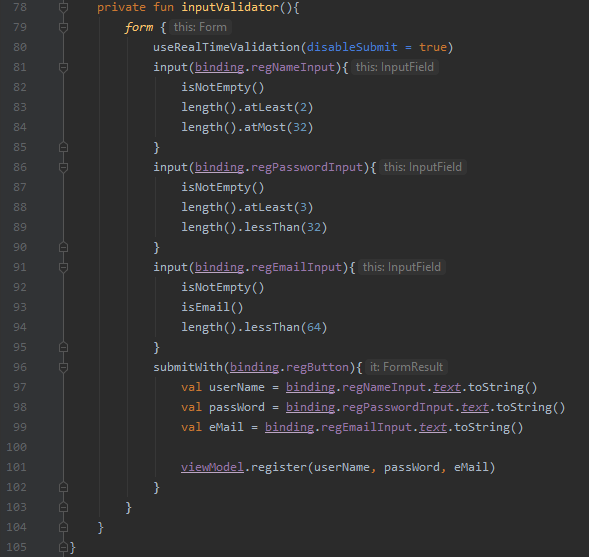 78 private fun inputValidator(){
79 form { this: Form
80 useRealTimeValidation(disableSubmit = true)
81 input(binding.regNameInput){ this: InputField
82 isNotEmpty()
83 length().atLeast(2)
84 length().atMost(32)
85 }
86 input(binding.regPasswordInput){ this: InputField
87 isNotEmpty()
88 length().atLeast(3)
89 length().lessThan(32)
90 }
91 input(binding.regEmailInput){ this: InputField
92 isNotEmpty()
93 isEmail()
94 length().lessThan(64)
95 }
96 submitWith(binding.regButton){ it: FormResult
97 val userName = binding.regNameInput.text.toString()
98 val passWord = binding.regPasswordInput.text.toString()
99 val eMail = binding.regEmailInput.text.toString()
100
101 viewModel.register(userName, passWord, eMail)
102 }
103 }
104 }
105 }